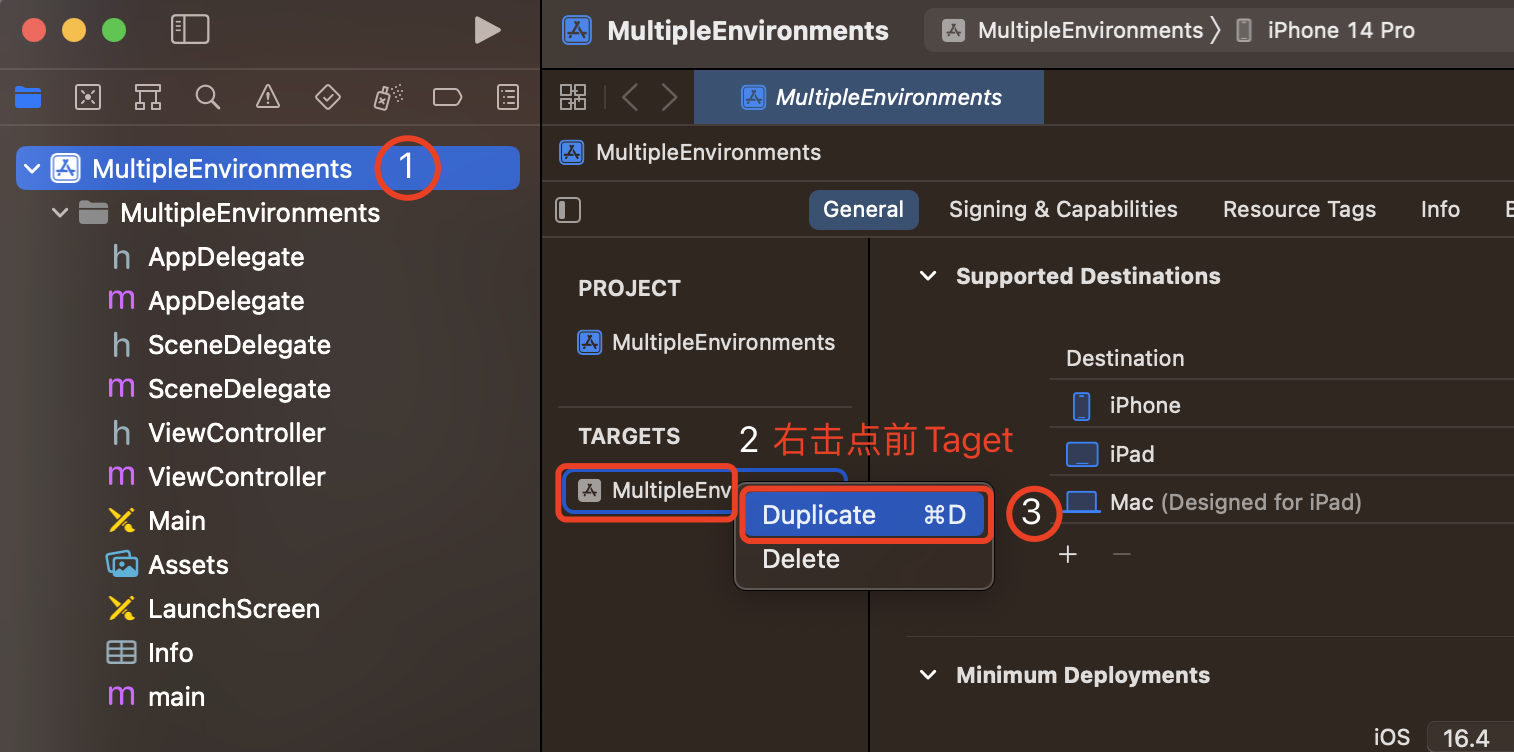 MultipleEnvironments
MultipleEnvironments 〉 iPhone 14 Pro
MultipleEnvironments
MultipleEnvironments
MultipleEnvironments 1
MultipleEnvironments
h AppDelegate
m AppDelegate
h SceneDelegate
m SceneDelegate
h ViewController
m ViewController
Main
Assets
LaunchScreen
Info
m main
General Signing & Capabilities Resource Tags Info
PROJECT
MultipleEnvironments
TARGETS
2 右击点前 Taget
MultipleEnv
Duplicate ⌘D
3
Delete
Supported Destinations
Destination
iPhone
iPad
Mac (Designed for iPad)
+ −
Minimum Deployments
iOS 16.4